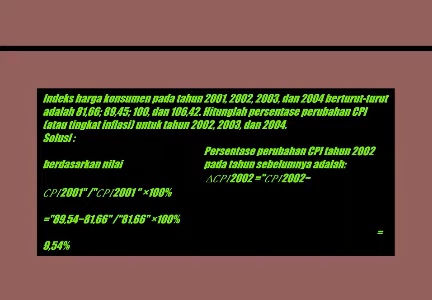 Indeks harga konsumen pada tahun 2001, 2002, 2003, dan 2004 berturut-turut
adalah 81,66; 89,45; 100, dan 106,42. Hitunglah persentase perubahan CPI
(atau tingkat inflasi) untuk tahun 2002, 2003, dan 2004.
Solusi :
Persentase perubahan CPI tahun 2002
berdasarkan nilai pada tahun sebelumnya adalah:
∆𝐶𝑃𝐼2002 ="𝐶𝑃𝐼2002−
𝐶𝑃𝐼2001" /"𝐶𝑃𝐼2001 " ×100%
="89,54−81,66" /"81,66" ×100%
=
9,54%